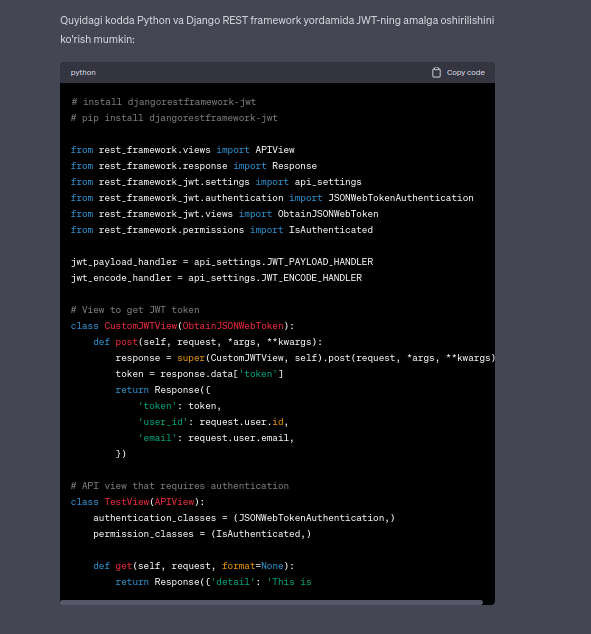 Quyidagi kodda Python va Django REST framework yordamida JWT-ning amalga oshirilishini
ko'rish mumkin:
python
Copy code
# install djangorestframework-jwt
# pip install djangorestframework-jwt
from rest_framework.views import APIView
from rest_framework.response import Response
from rest_framework_jwt.settings import api_settings
from rest_framework_jwt.authentication import JSONWebTokenAuthentication
from rest_framework_jwt.views import ObtainJSONWebToken
from rest_framework.permissions import IsAuthenticated
jwt_payload_handler = api_settings.JWT_PAYLOAD_HANDLER
jwt_encode_handler = api_settings.JWT_ENCODE_HANDLER
# View to get JWT token
class CustomJWTView(ObtainJSONWebToken):
    def post(self, request, *args, **kwargs):
        response = super(CustomJWTView, self).post(request, *args, **kwargs)
        token = response.data['token']
        return Response({
            'token': token,
            'user_id': request.user.id,
            'email': request.user.email,
        })
# API view that requires authentication
class TestView(APIView):
    authentication_classes = (JSONWebTokenAuthentication,)
    permission_classes = (IsAuthenticated,)
    def get(self, request, format=None):
        return Response({'detail': 'This is